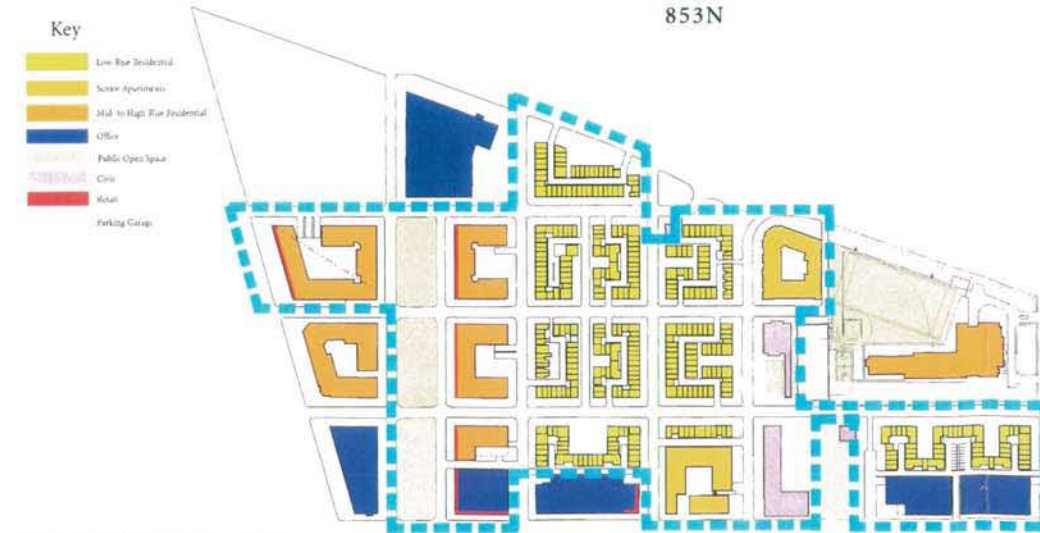 853N
Key
Low Rise Residential
Senior Apartments
Mid- to High Rise Residential
Office
Public Open Space
Civic
Retail
Parking Garage